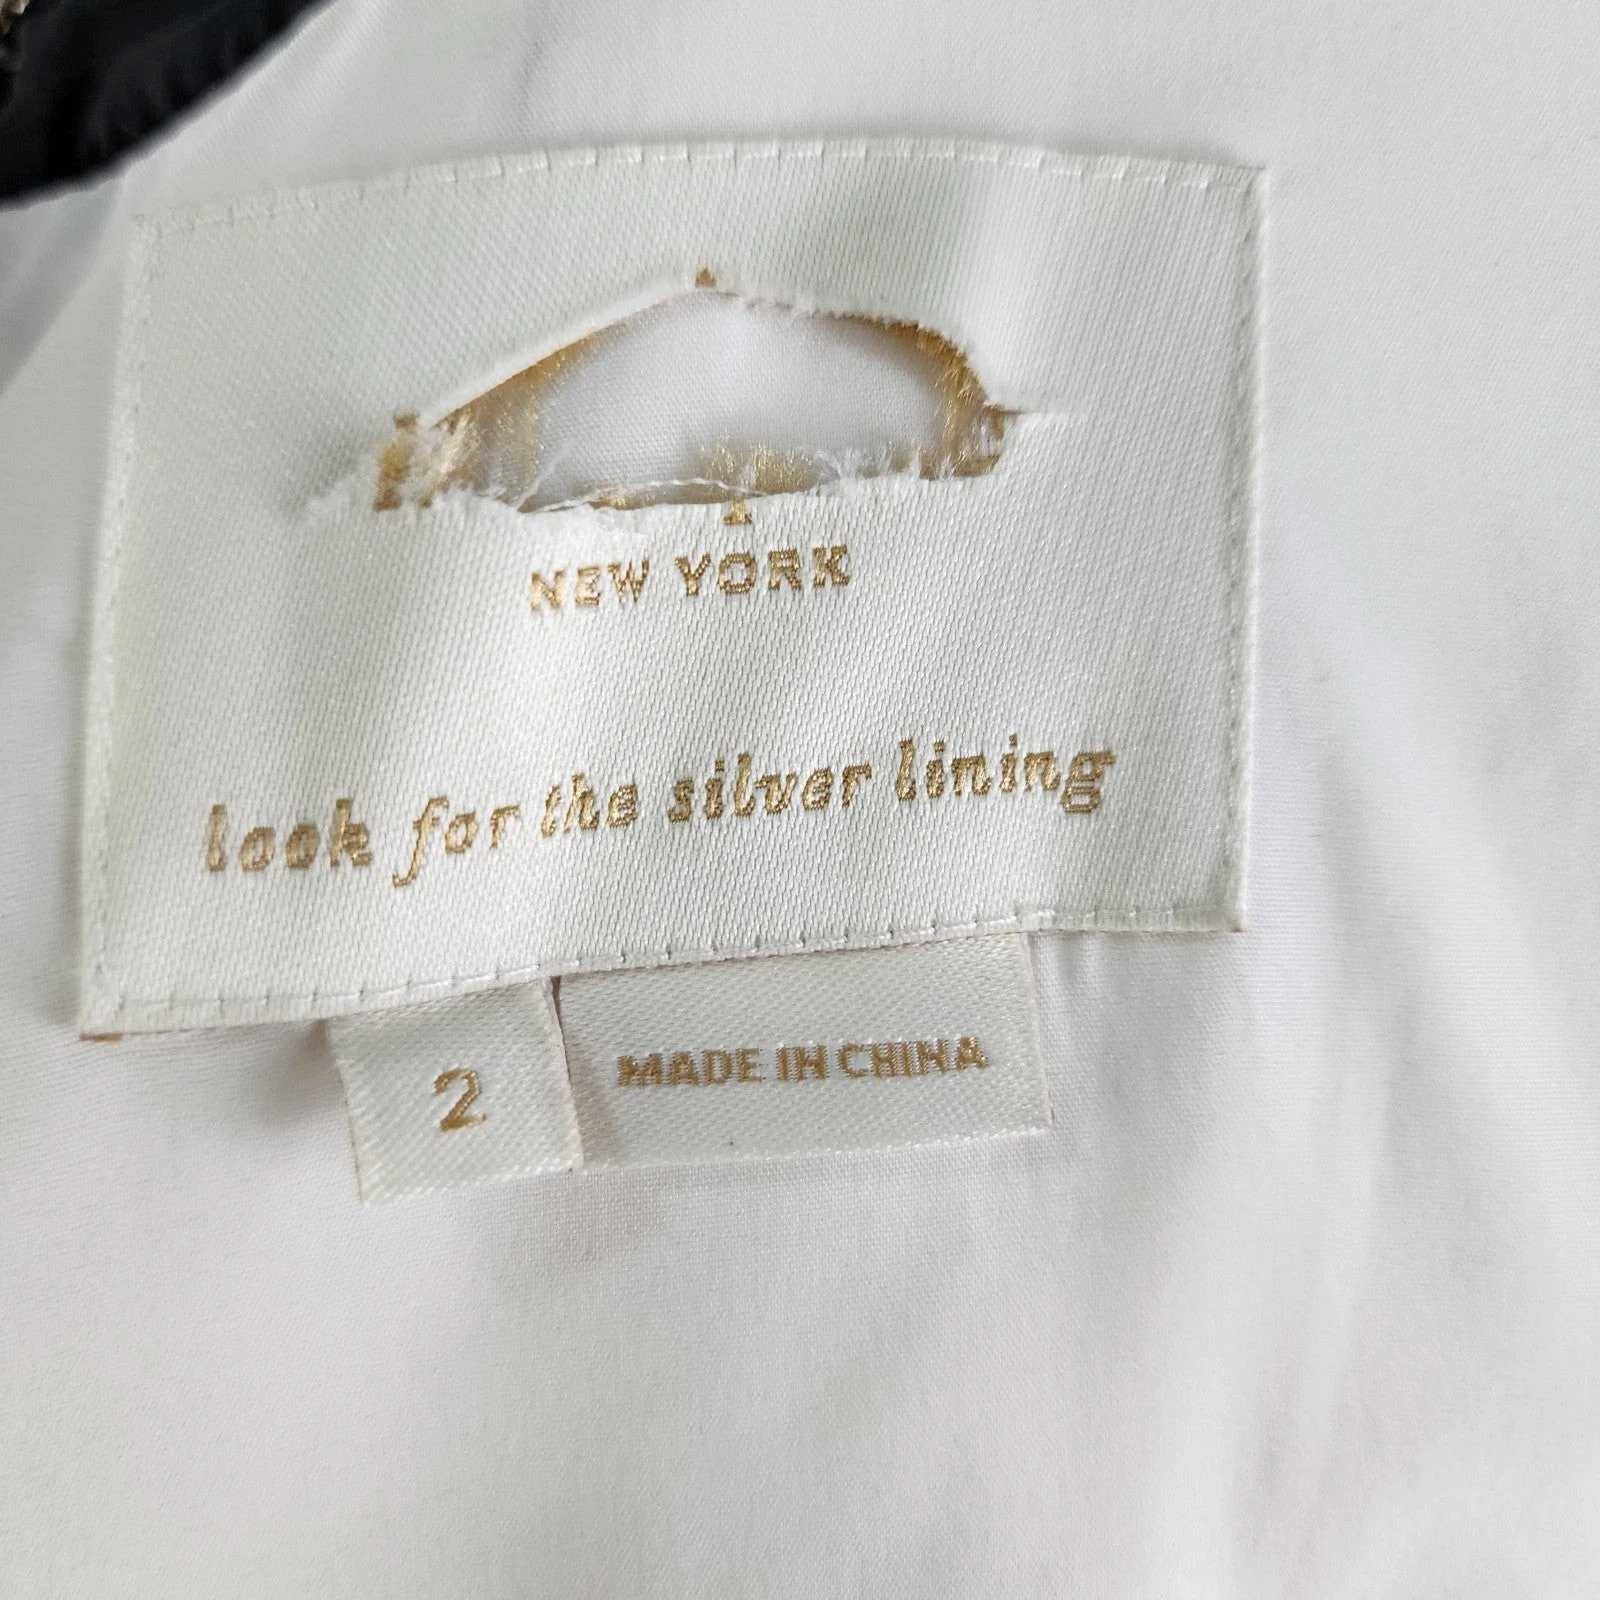 NEW YORK
look for the silver lining
2
MADE IN CHINA